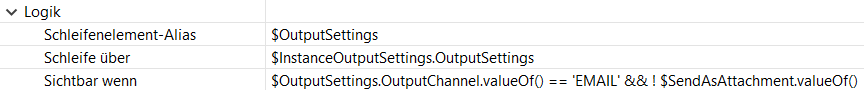 Logik
Schleifenelement-Alias $OutputSettings
Schleife über $InstanceOutputSettings.OutputSettings
Sichtbar wenn $OutputSettings.OutputChannel.valueOf() == 'EMAIL' && ! $SendAsAttachment.valueOf()